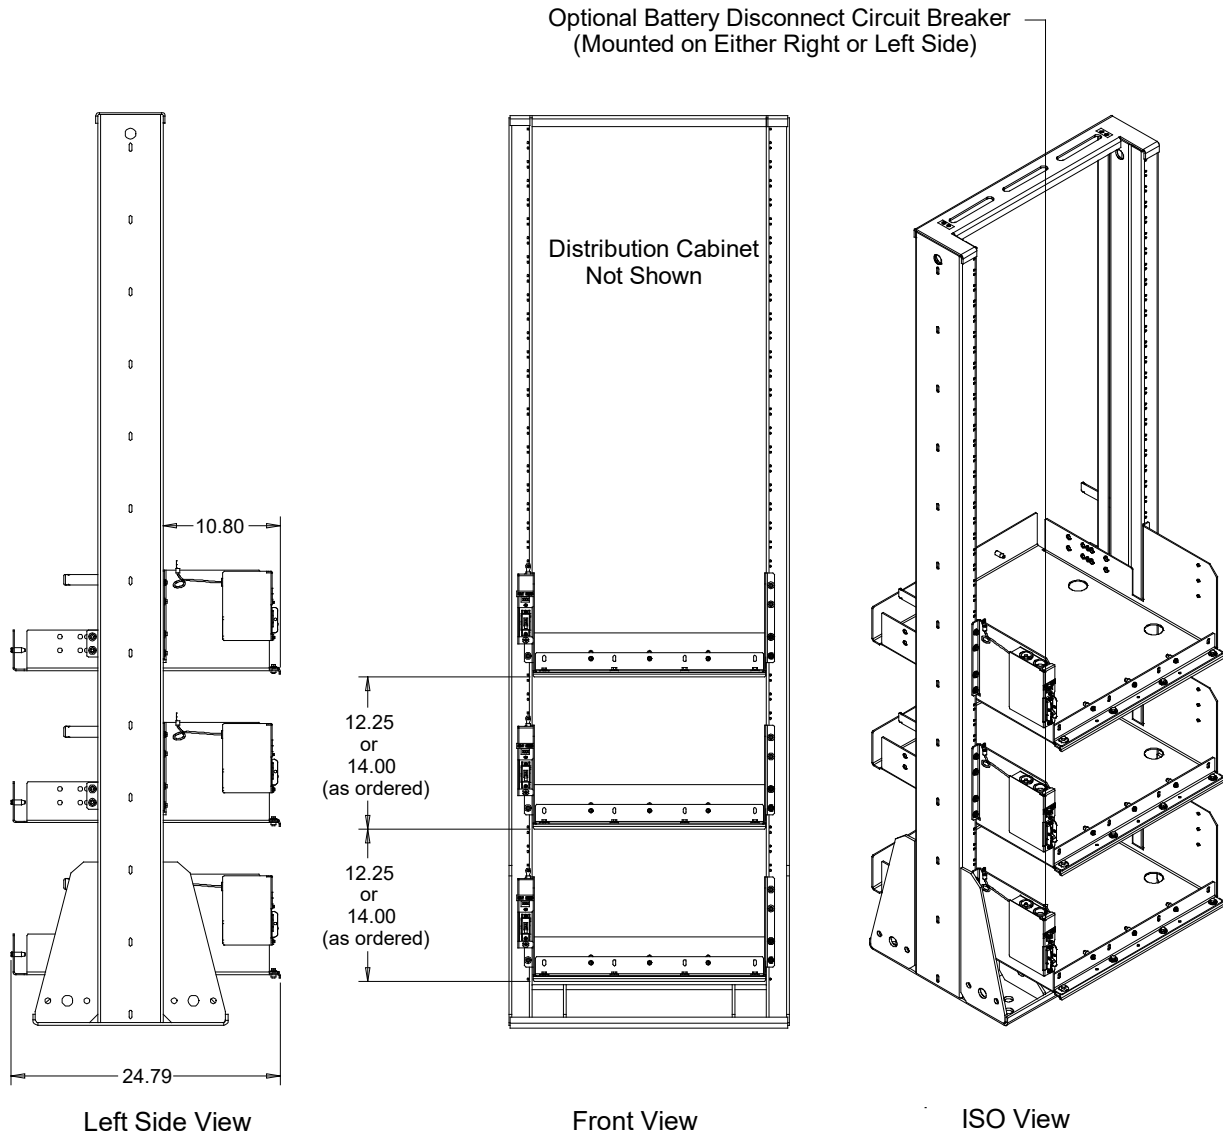 Optional Battery Disconnect Circuit Breaker
(Mounted on Either Right or Left Side)
Distribution Cabinet
Not Shown
10.80
12.25
or
14.00
(as ordered)
12.25
or
14.00
(as ordered)
24.79
Left Side View
Front View
ISO View